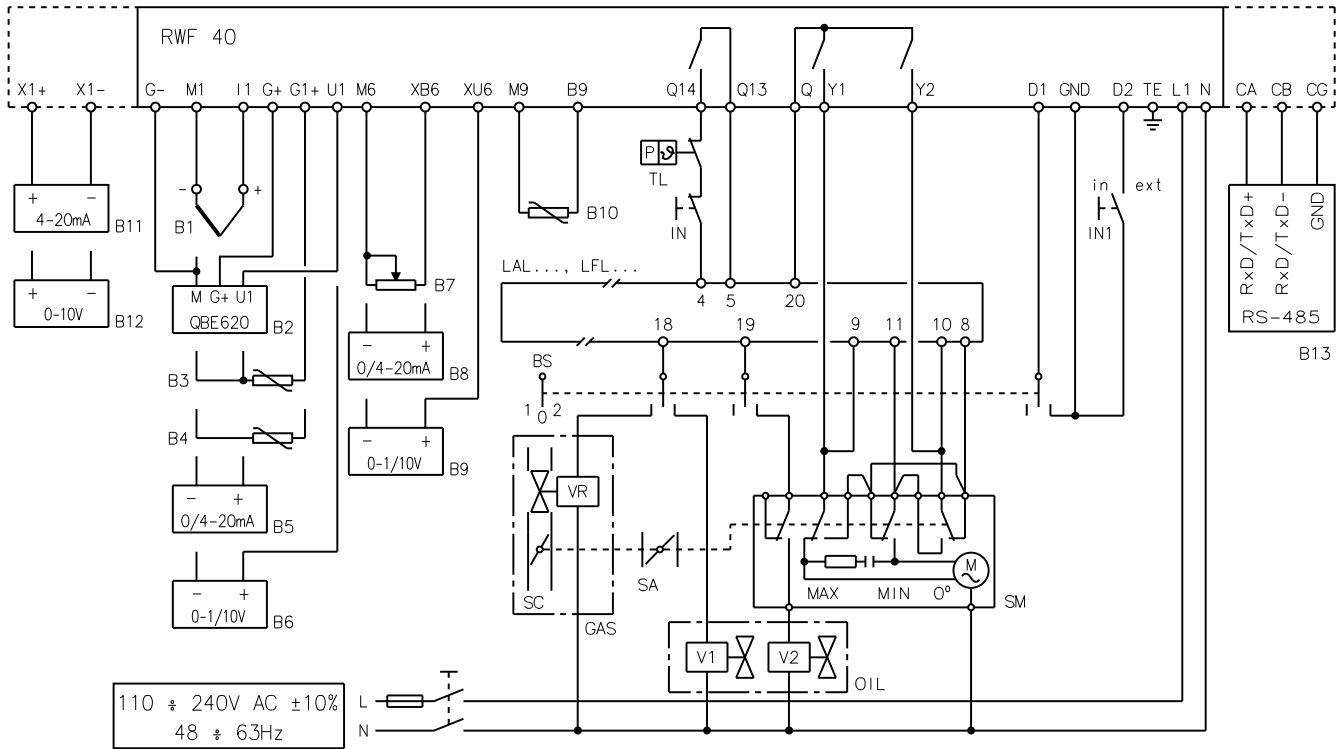 RWF 40
X1+ X1- G- M1 I1 G+ G1+ U1 M6 XB6 XU6 M9 B9 Q14 Q13 Q Y1 Y2 D1 GND D2 TE L1 N CA CB CG
P ϑ
TL
IN
in ext
IN1
+ -
4-20mA
B11
- +
B1
B10
+ -
0-10V
B12
M G+ U1
QBE620
B2
B7
LAL..., LFL...
4 5 20
18 19 9 11 10 8
RxD/TxD+
RxD/TxD-
GND
RS-485
B13
B3
- +
0/4-20mA
B8
BS
1 0 2
B4
- +
0-1/10V
B9
- +
0/4-20mA
B5
VR
SC
GAS
SA
M
MAX MIN 0°
SM
- +
0-1/10V
B6
V1 V2
OIL
110 ÷ 240V AC ±10%
48 ÷ 63Hz
L
N